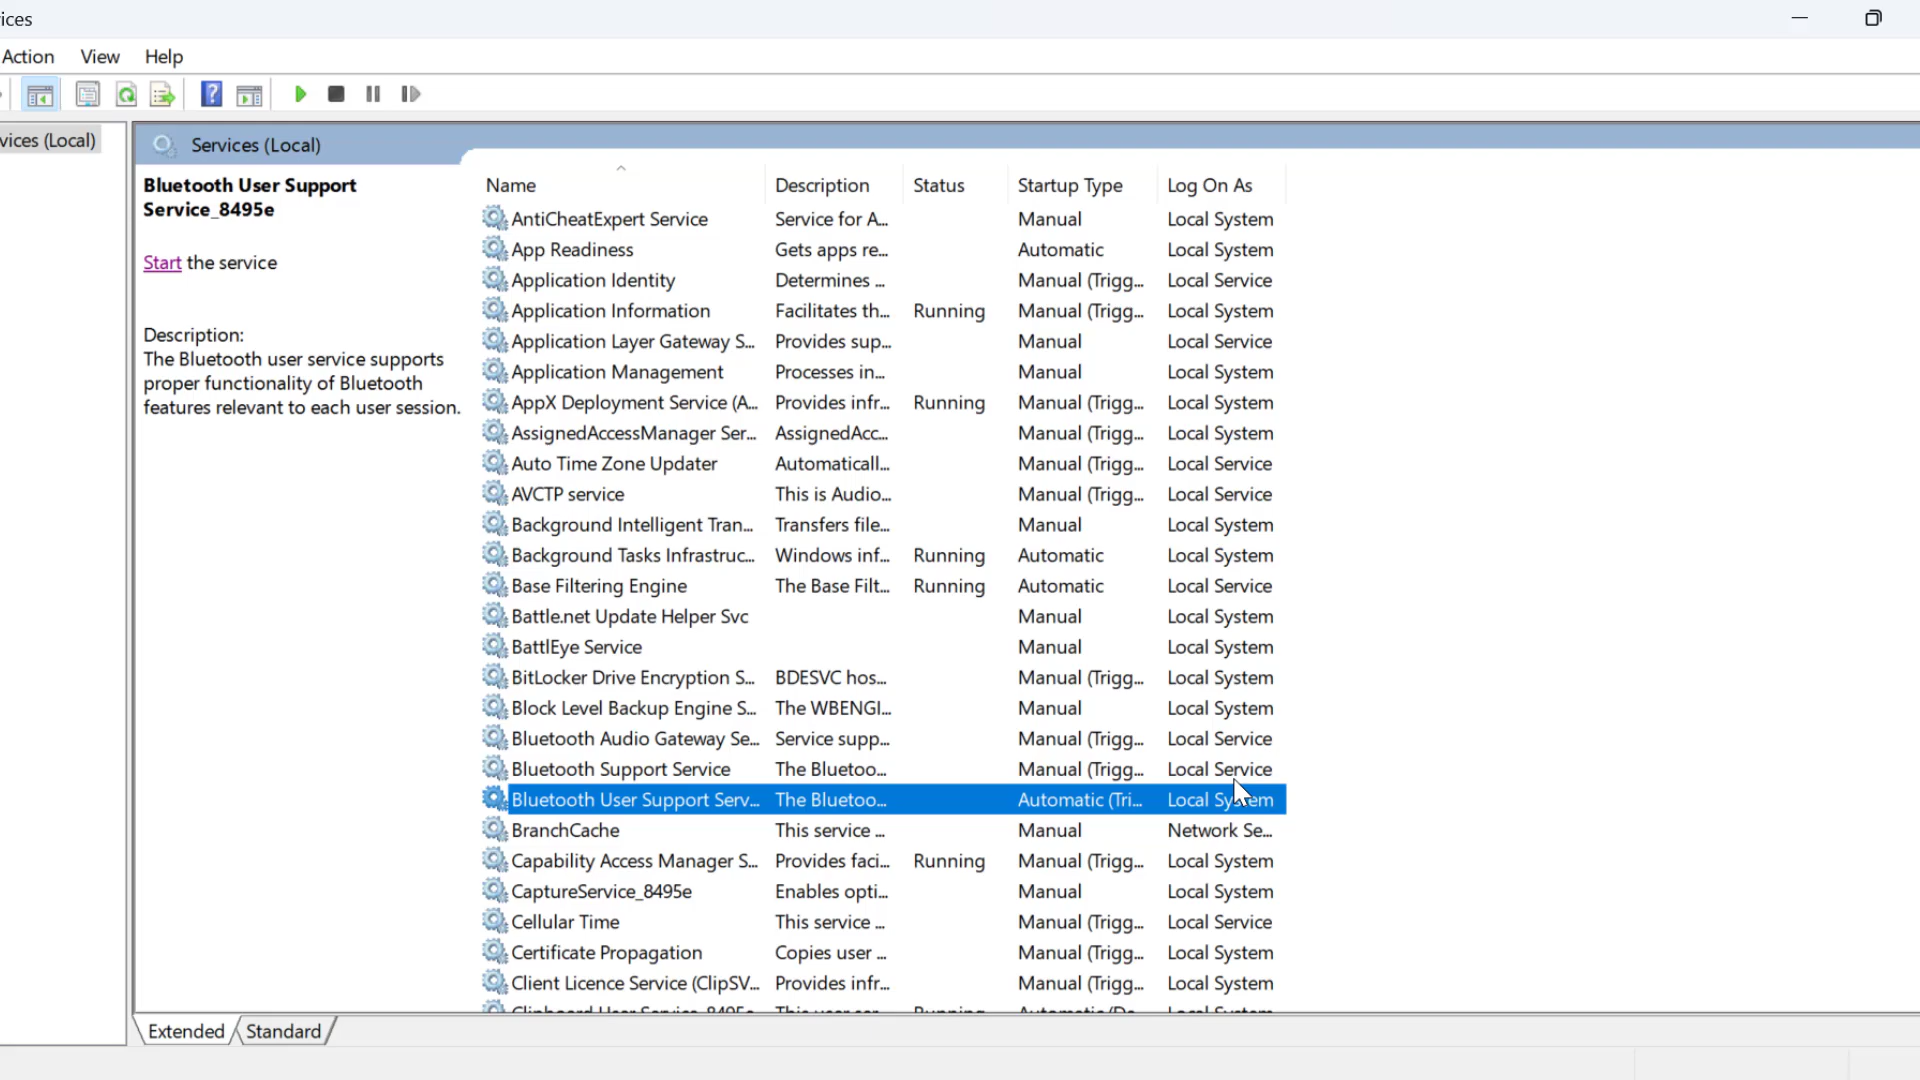 ices
Action View Help
vices (Local)
Services (Local)
Bluetooth User Support
Service_8495e
Start the service
Description:
The Bluetooth user service supports
proper functionality of Bluetooth
features relevant to each user session.
Name Description Status Startup Type Log On As
AntiCheatExpert Service Service for A... Manual Local System
App Readiness Gets apps re... Automatic Local System
Application Identity Determines ... Manual (Trigg... Local Service
Application Information Facilitates th... Running Manual (Trigg... Local System
Application Layer Gateway S... Provides sup... Manual Local Service
Application Management Processes in... Manual Local System
AppX Deployment Service (A... Provides infr... Running Manual (Trigg... Local System
AssignedAccessManager Ser... AssignedAcc... Manual (Trigg... Local System
Auto Time Zone Updater Automaticall... Manual (Trigg... Local Service
AVCTP service This is Audio... Manual (Trigg... Local Service
Background Intelligent Tran... Transfers file... Manual Local System
Background Tasks Infrastruc... Windows inf... Running Automatic Local System
Base Filtering Engine The Base Filt... Running Automatic Local Service
Battle.net Update Helper Svc Manual Local System
BattlEye Service Manual Local System
BitLocker Drive Encryption S... BDESVC hos... Manual (Trigg... Local System
Block Level Backup Engine S... The WBENGI... Manual Local System
Bluetooth Audio Gateway Se... Service supp... Manual (Trigg... Local Service
Bluetooth Support Service The Bluetoo... Manual (Trigg... Local Service
Bluetooth User Support Serv... The Bluetoo... Automatic (Tri... Local System
BranchCache This service ... Manual Network Se...
Capability Access Manager S... Provides faci... Running Manual (Trigg... Local System
CaptureService_8495e Enables opti... Manual Local System
Cellular Time This service ... Manual (Trigg... Local Service
Certificate Propagation Copies user ... Manual (Trigg... Local System
Client Licence Service (ClipSV... Provides infr... Manual (Trigg... Local System
Clipboard User Service_8495e This user ser... Running Automatic (De... Local System
Extended Standard